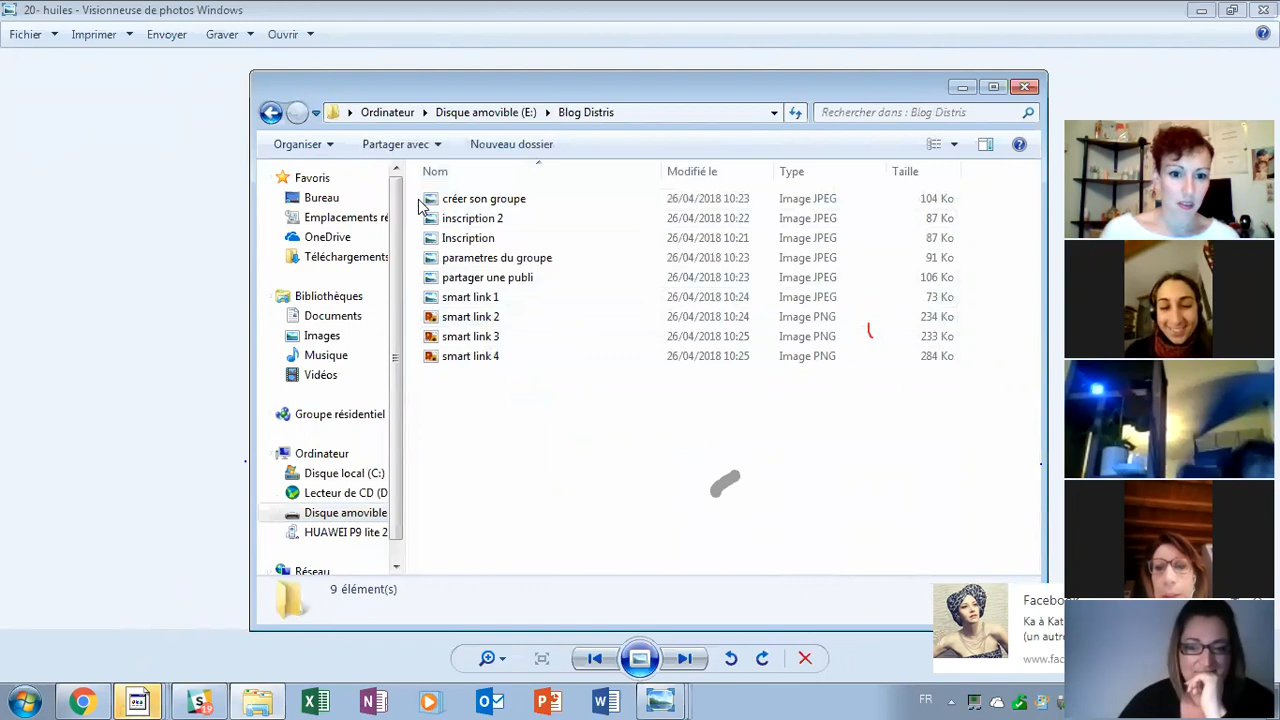 20- huiles - Visionneuse de photos Windows
Fichier Imprimer Envoyer Graver Ouvrir
Ordinateur Disque amovible (E:) Blog Distris Rechercher dans : Blog Distris
Organiser Partager avec Nouveau dossier
Nom Modifié le Type Taille
Favoris
Bureau
Emplacements ré
OneDrive
Téléchargements
Bibliothèques
Documents
Images
Musique
Vidéos
Groupe résidentiel
Ordinateur
Disque local (C:)
Lecteur de CD (D
Disque amovible
HUAWEI P9 lite 2
Réseau
créer son groupe 26/04/2018 10:23 Image JPEG 104 Ko
inscription 2 26/04/2018 10:22 Image JPEG 87 Ko
Inscription 26/04/2018 10:21 Image JPEG 87 Ko
parametres du groupe 26/04/2018 10:23 Image JPEG 91 Ko
partager une publi 26/04/2018 10:23 Image JPEG 106 Ko
smart link 1 26/04/2018 10:24 Image JPEG 73 Ko
smart link 2 26/04/2018 10:24 Image PNG 234 Ko
smart link 3 26/04/2018 10:25 Image PNG 233 Ko
smart link 4 26/04/2018 10:25 Image PNG 284 Ko
9 élément(s)
Facebook
Ka à Kat
(un autre
www.fac
19
FR